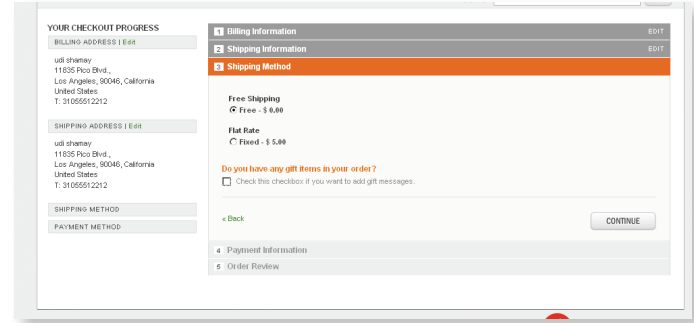 YOUR CHECKOUT PROGRESS
BILLING ADDRESS | Edit
udi shamay
11835 Pico Blvd.,
Los Angeles, 90046, California
United States
T: 31055512212
SHIPPING ADDRESS | Edit
udi shamay
11835 Pico Blvd.,
Los Angeles, 90046, California
United States
T: 31055512212
SHIPPING METHOD
PAYMENT METHOD
1 Billing Information EDIT
2 Shipping Information EDIT
3 Shipping Method
Free Shipping
Free - $ 0.00
Flat Rate
Fixed - $ 5.00
Do you have any gift items in your order?
Check this checkbox if you want to add gift messages.
« Back
CONTINUE
4 Payment Information
5 Order Review